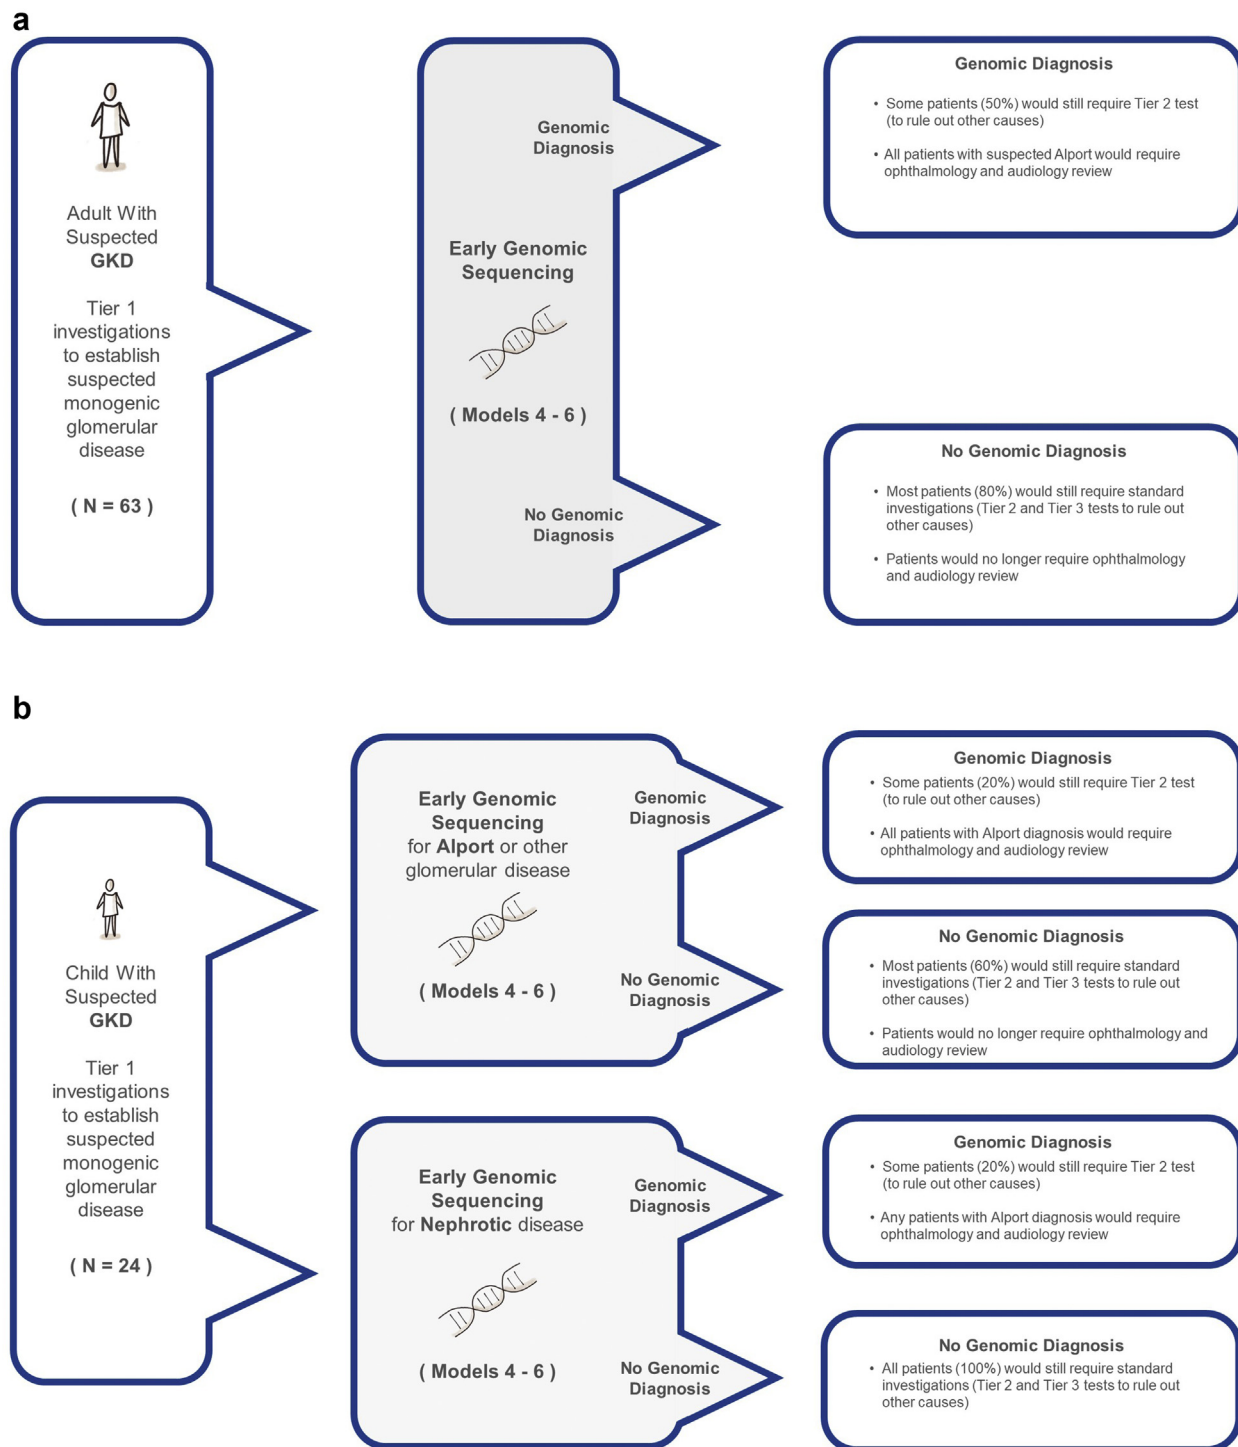 a
Adult With
Suspected
GKD
Tier 1
investigations
to establish
suspected
monogenic
glomerular
disease
( N = 63 )
Early Genomic
Sequencing
( Models 4 - 6 )
Genomic
Diagnosis
No Genomic
Diagnosis
Genomic Diagnosis
• Some patients (50%) would still require Tier 2 test
(to rule out other causes)
• All patients with suspected Alport would require
ophthalmology and audiology review
No Genomic Diagnosis
• Most patients (80%) would still require standard
investigations (Tier 2 and Tier 3 tests to rule out
other causes)
• Patients would no longer require ophthalmology
and audiology review
b
Child With
Suspected
GKD
Tier 1
investigations
to establish
suspected
monogenic
glomerular
disease
( N = 24 )
Early Genomic
Sequencing
for Alport or other
glomerular disease
( Models 4 - 6 )
Genomic
Diagnosis
No Genomic
Diagnosis
Genomic Diagnosis
• Some patients (20%) would still require Tier 2 test
(to rule out other causes)
• All patients with Alport diagnosis would require
ophthalmology and audiology review
No Genomic Diagnosis
• Most patients (60%) would still require standard
investigations (Tier 2 and Tier 3 tests to rule out
other causes)
• Patients would no longer require ophthalmology and
audiology review
Early Genomic
Sequencing
for Nephrotic disease
( Models 4 - 6 )
Genomic
Diagnosis
No Genomic
Diagnosis
Genomic Diagnosis
• Some patients (20%) would still require Tier 2 test
(to rule out other causes)
• Any patients with Alport diagnosis would require
ophthalmology and audiology review
No Genomic Diagnosis
• All patients (100%) would still require standard
investigations (Tier 2 and Tier 3 tests to rule out
other causes)